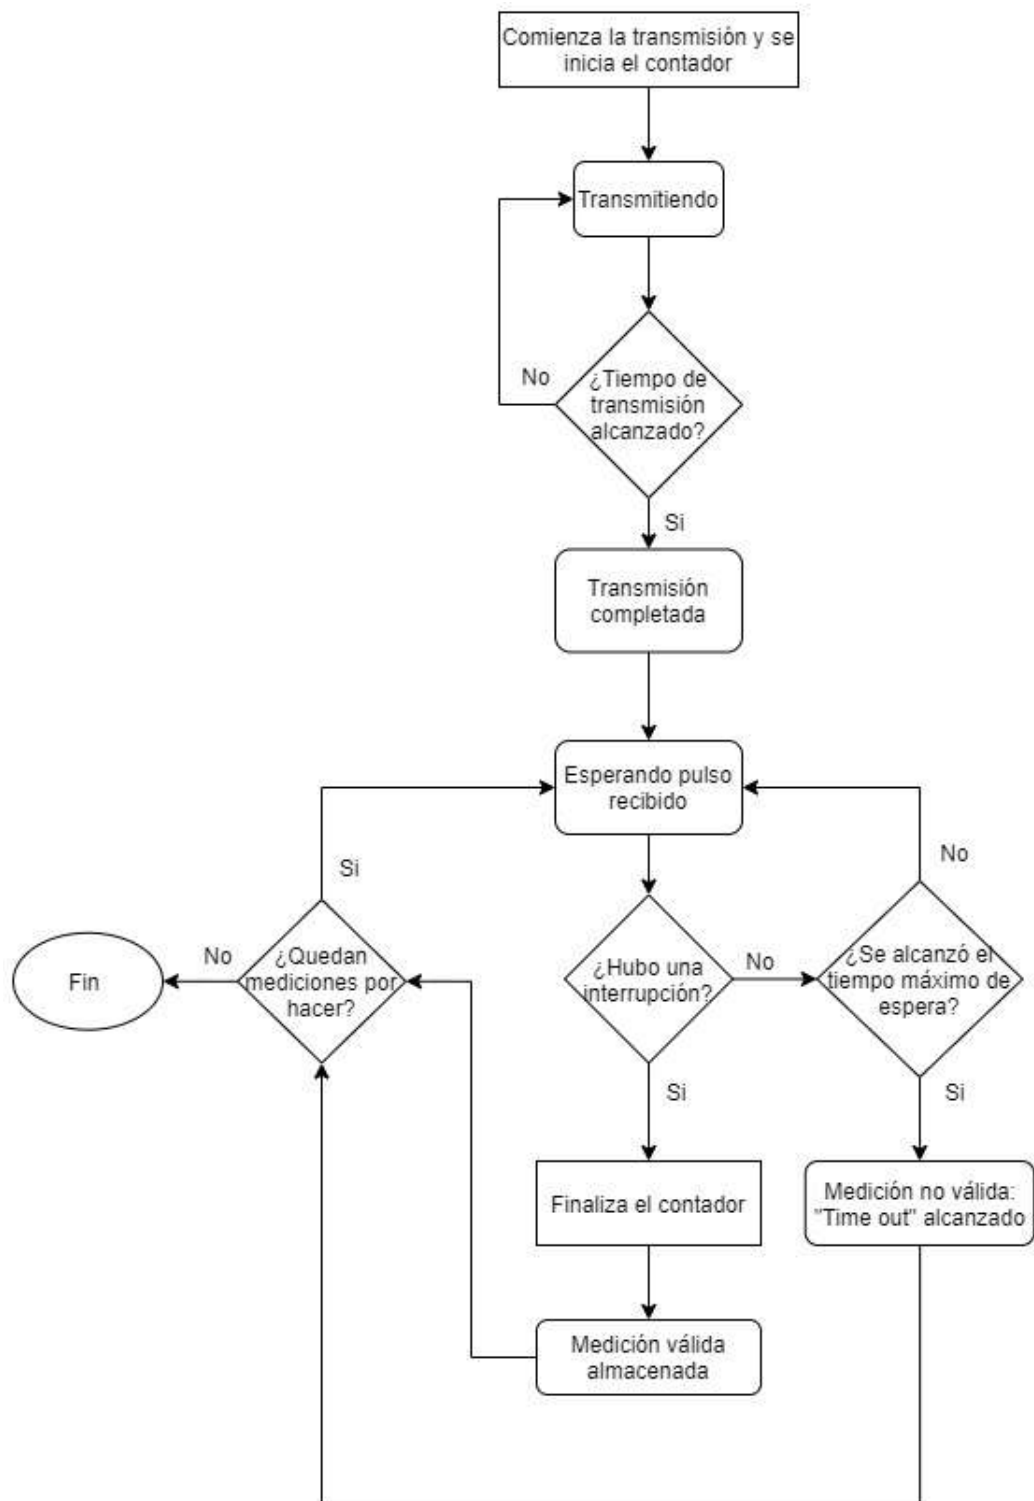 Comienza la transmisión y se
inicia el contador
Transmitiendo
No
¿Tiempo de
transmisión
alcanzado?
Si
Transmisión
completada
Esperando pulso
recibido
Si
No
Fin
No
¿Quedan
mediciones por
hacer?
¿Hubo una
interrupción?
No
¿Se alcanzó el
tiempo máximo de
espera?
Si
Si
Finaliza el contador
Medición no válida:
"Time out" alcanzado
Medición válida
almacenada